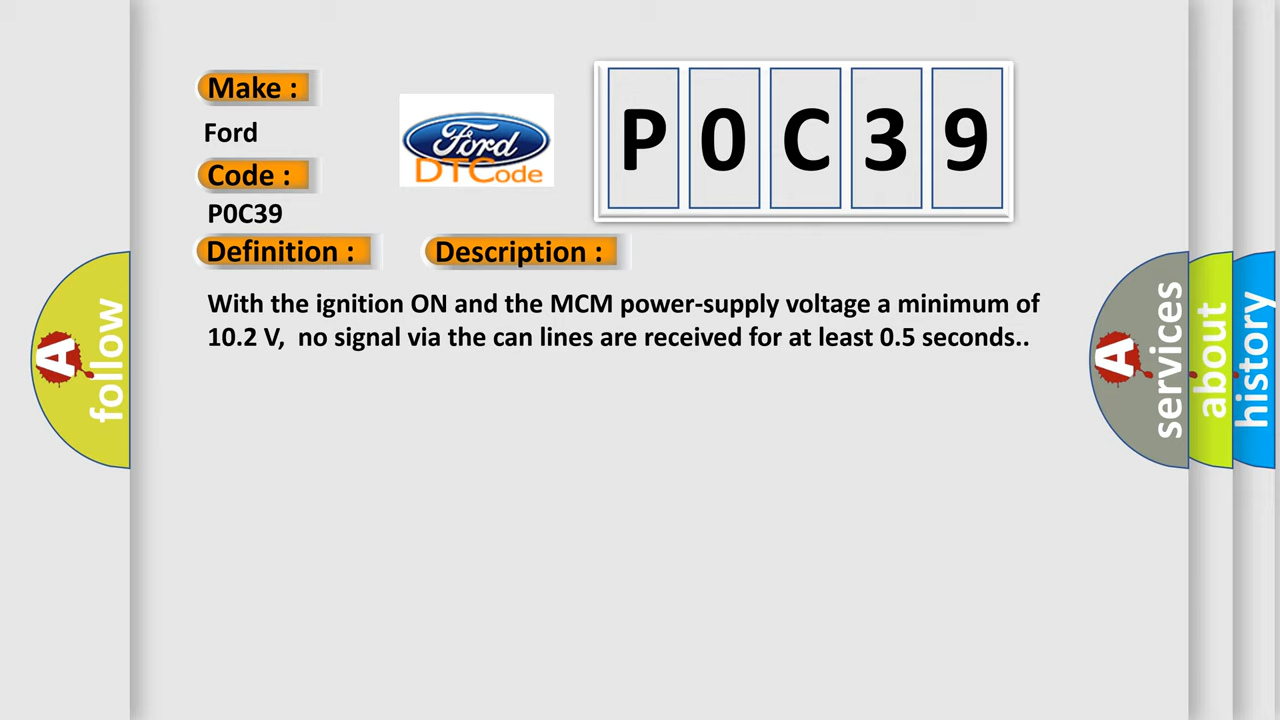 Make :
Ford
Code :
P0C39
Ford
DTCode
P 0 C 3 9
Definition :
Description :
With the ignition ON and the MCM power-supply voltage a minimum of
10.2 V,  no signal via the can lines are received for at least 0.5 seconds..
A follow
A services
about
history